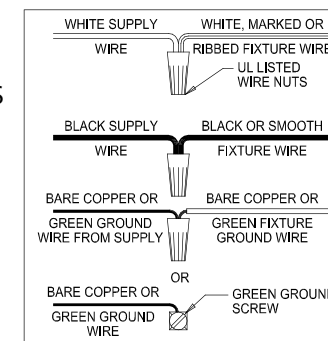 S
WHITE SUPPLY WHITE, MARKED OR
WIRE RIBBED FIXTURE WIRE
UL LISTED
WIRE NUTS
BLACK SUPPLY BLACK OR SMOOTH
WIRE FIXTURE WIRE
BARE COPPER OR BARE COPPER OR
GREEN GROUND GREEN FIXTURE
WIRE FROM SUPPLY GROUND WIRE
OR
BARE COPPER OR GREEN GROUN
GREEN GROUND SCREW
WIRE